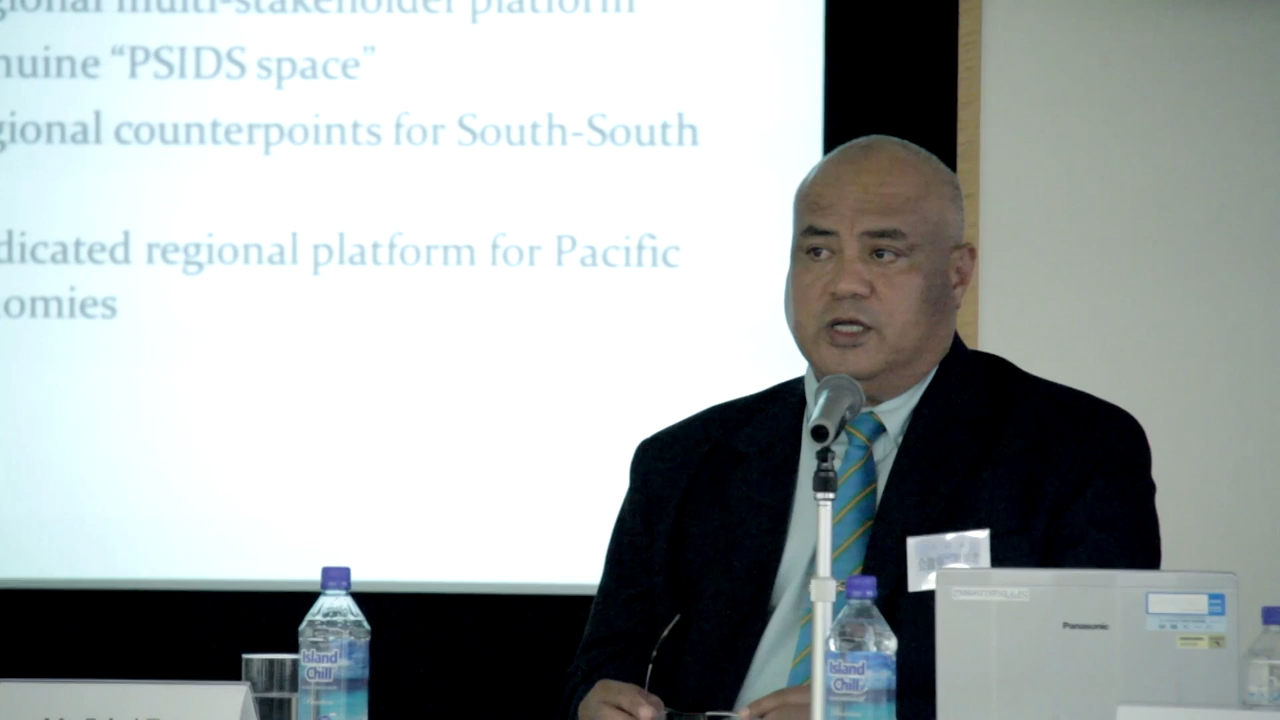 gional multi-stakeholder platform
nuine “PSIDS space”
gional counterpoints for South-South
dicated regional platform for Pacific
nomies
Island
Chill
Island
Chill
Panasonic